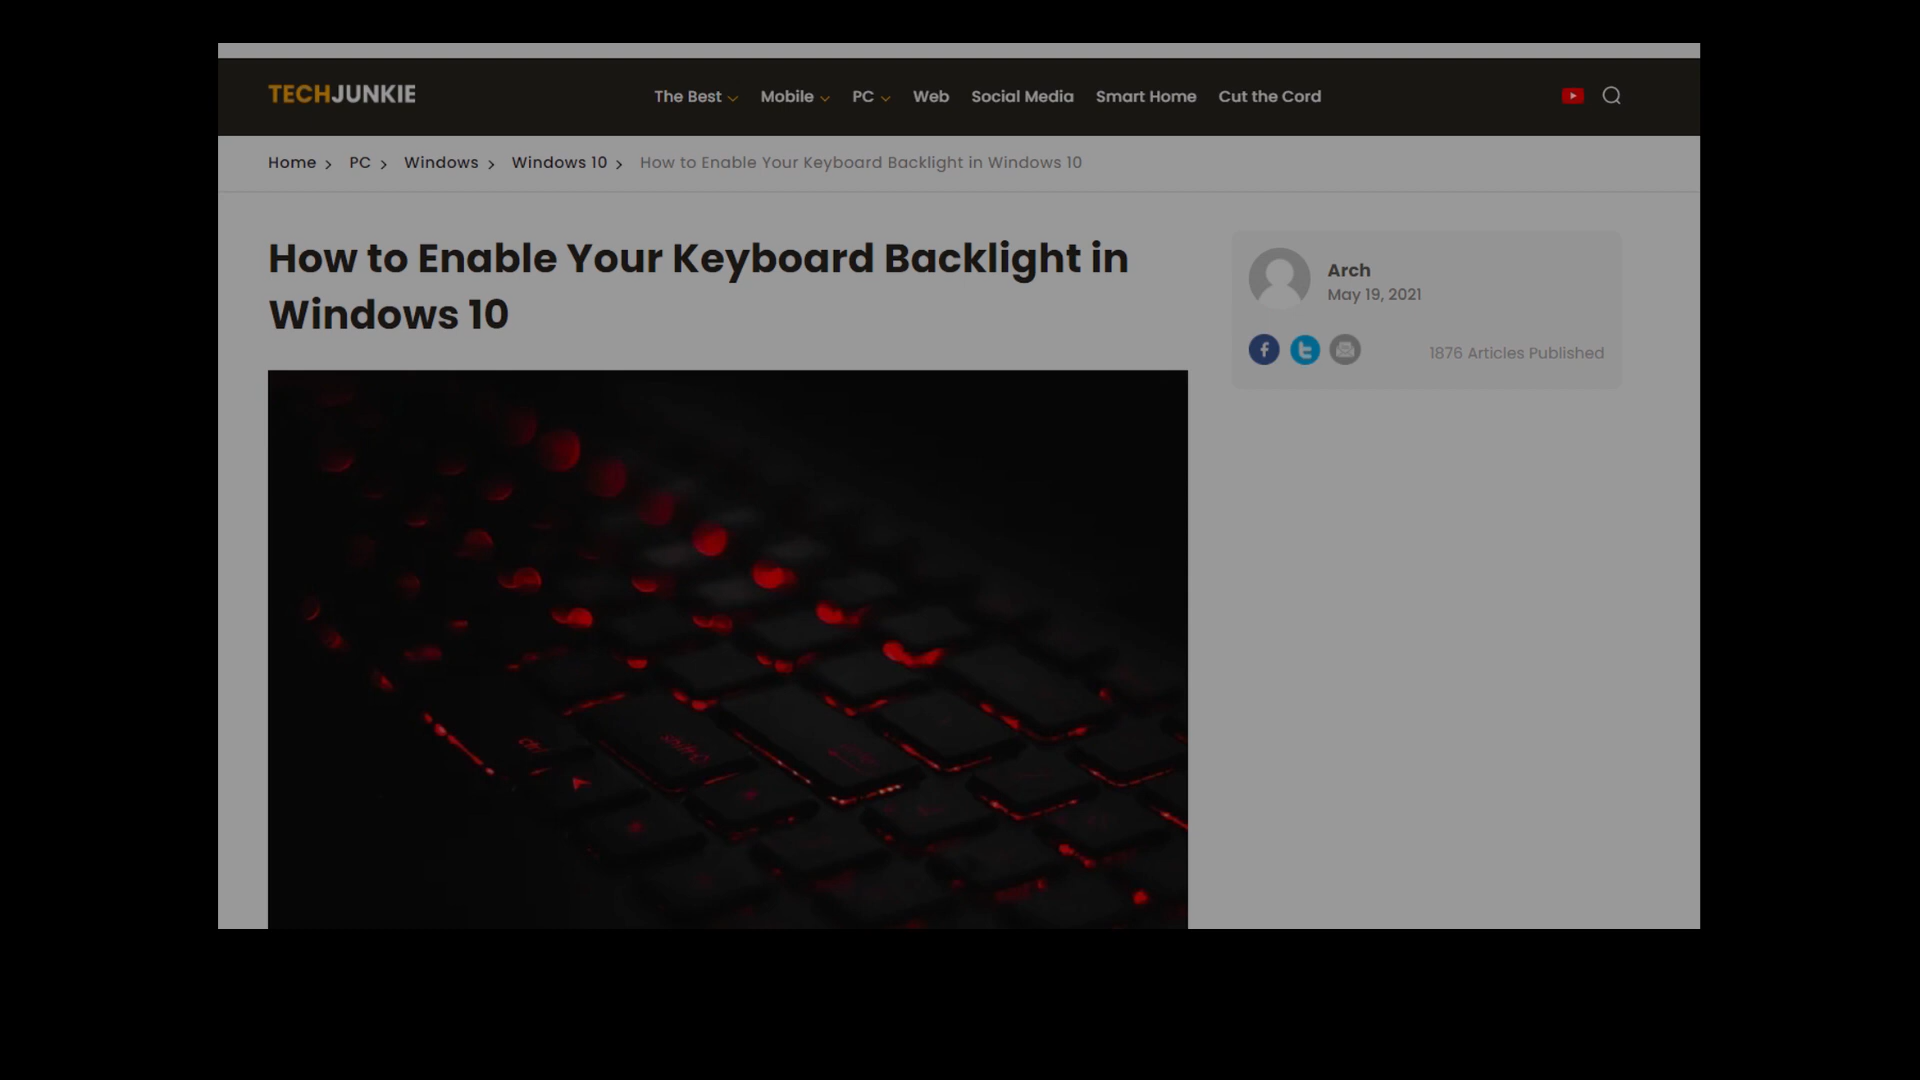 TECHJUNKIE
The Best Mobile PC Web Social Media Smart Home Cut the Cord
Home > PC > Windows > Windows 10 > How to Enable Your Keyboard Backlight in Windows 10
How to Enable Your Keyboard Backlight in
Windows 10
Arch
May 19, 2021
1876 Articles Published